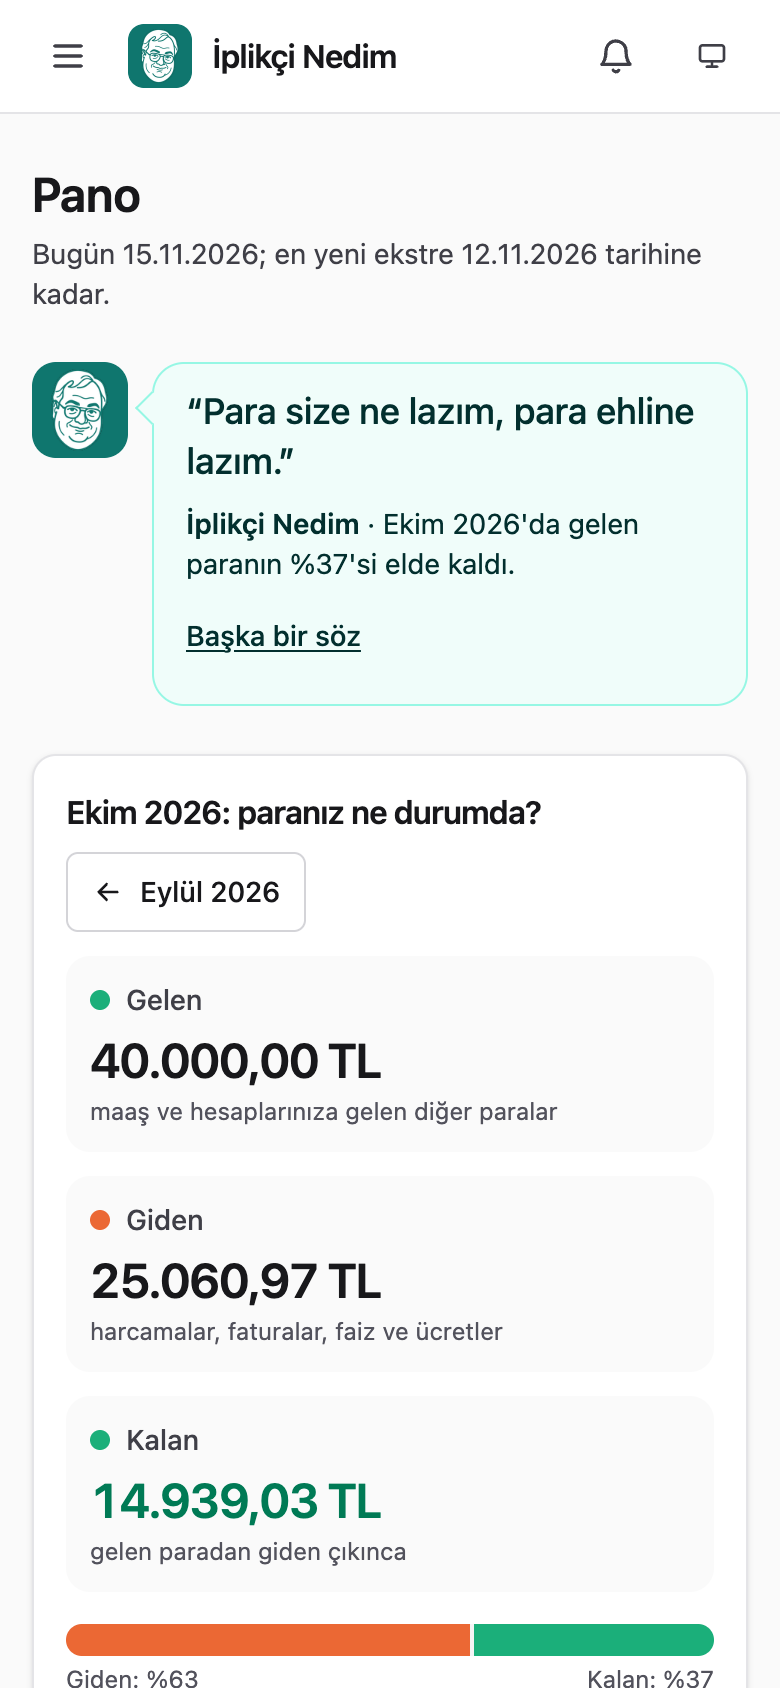 İplikçi Nedim
Pano
Bugün 15.11.2026; en yeni ekstre 12.11.2026 tarihine
kadar.
“Para size ne lazım, para ehline
lazım.”
İplikçi Nedim · Ekim 2026'da gelen
paranın %37'si elde kaldı.
Başka bir söz
Ekim 2026: paranız ne durumda?
← Eylül 2026
Gelen
40.000,00 TL
maaş ve hesaplarınıza gelen diğer paralar
Giden
25.060,97 TL
harcamalar, faturalar, faiz ve ücretler
Kalan
14.939,03 TL
gelen paradan giden çıkınca
Giden: %63
Kalan: %37